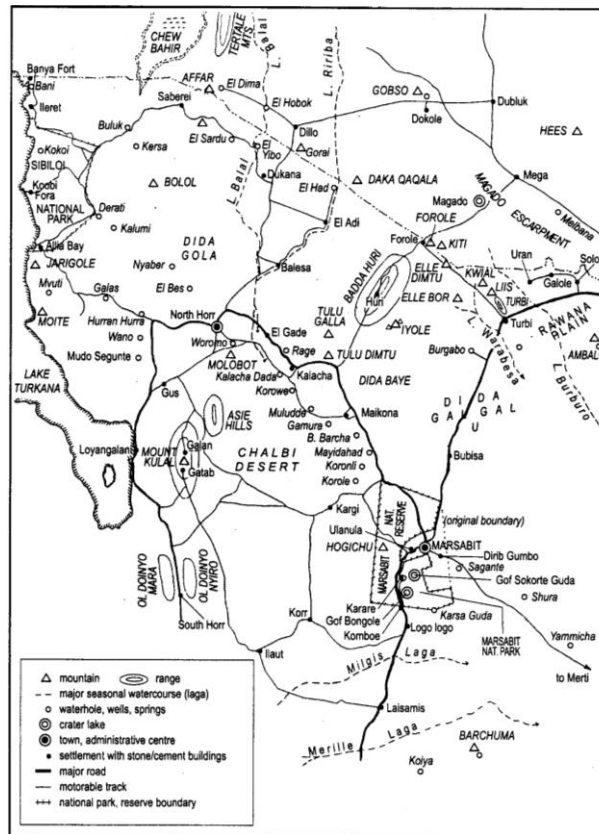 CHEW
BAHIR
TERTALE
MTS.
L. Balal
L. Ririba
Banya Fort
Bani
AFFAR
El Dima
GOBSO
Ileret
Saberei
El Hobok
Dubluk
Dokole
Dillo
Buluk
HEES
Kokoi
Kersa
El Sardu
El
Yibo
Gorai
SIBILOI
Dukana
Mega
Koobi
Fora
BOLOL
L. Balal
El Had
DAKA QAQALA
MAGADO
ESCARPMENT
Magado
NATIONAL
PARK
Derati
Meibana
FOROLE
Kalumi
El Adi
Forole
KITI
Allia Bay
DIDA
GOLA
BADDA HURI
ELLE
DIMTU
KWIAL
Uran
Solo
JARIGOLE
Nyaber
Balesa
LIIS
Galole
Mvuti
Galas
El Bes
Huri
ELLE BOR
TURBI
MOITE
North Horr
TULU
GALLA
Turbi
RAWANA
PLAIN
Hurran Hurra
El Gade
IYOLE
L. Warabesa
Wano
Woromo
Rage
Burgabo
AMBAL
Mudo Segunte
MOLOBOT
TULU DIMTU
L. Burburo
Kalacha Dada
Kalacha
LAKE
TURKANA
Korowe
DIDA BAYE
DIDA
GALGALU
Gus
Muludde
Maikona
ASIE
HILLS
Gamura
B. Barcha
Loyangalani
MOUNT
KULAL
Galan
CHALBI
DESERT
Mayidahad
Bubisa
Gatab
Koronli
Korole
Kargi
NAT.
RESERVE
(original boundary)
Ulanula
MARSABIT
HOGICHU
MARSABIT
Dirib Gumbo
Sagante
OL DOINYO
MARA
OL DOINYO
NYIRO
Gof Sokorte Guda
Karare
Shura
Korr
Gof Bongole
Karsa Guda
South Horr
Komboe
MARSABIT
NAT. PARK
Logo logo
Yammicha
Ilaut
Milgis Laga
to Merti
mountain
range
major seasonal watercourse (laga)
waterhole, wells, springs
Laisamis
crater lake
town, administrative centre
settlement with stone/cement buildings
Laga
BARCHUMA
major road
Merille
motorable track
Koiya
national park, reserve boundary